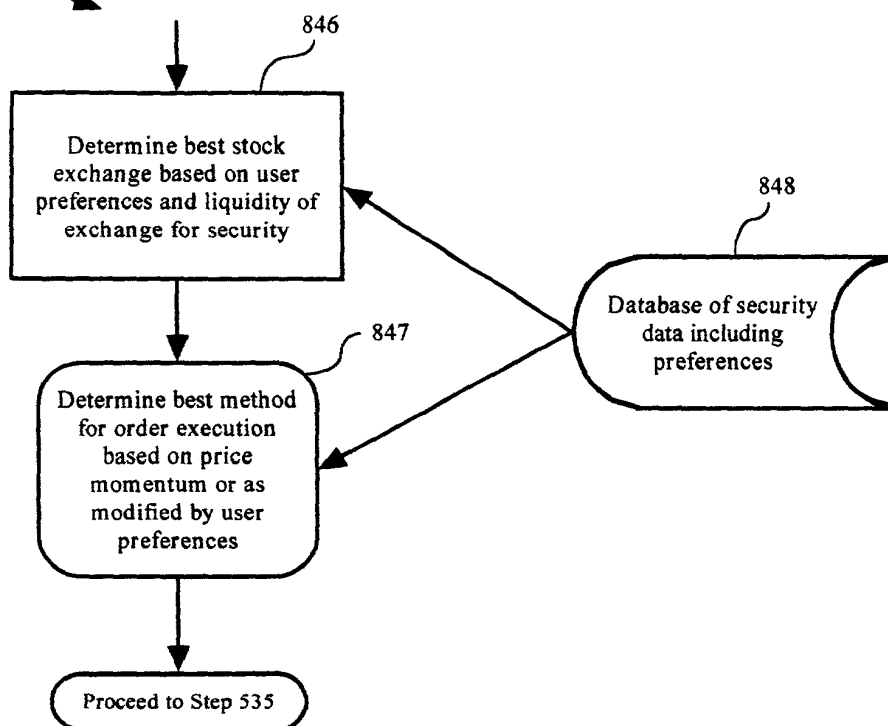 846
Determine best stock
exchange based on user
preferences and liquidity of
exchange for security
848
Database of security
data including
preferences
847
Determine best method
for order execution
based on price
momentum or as
modified by user
preferences
Proceed to Step 535